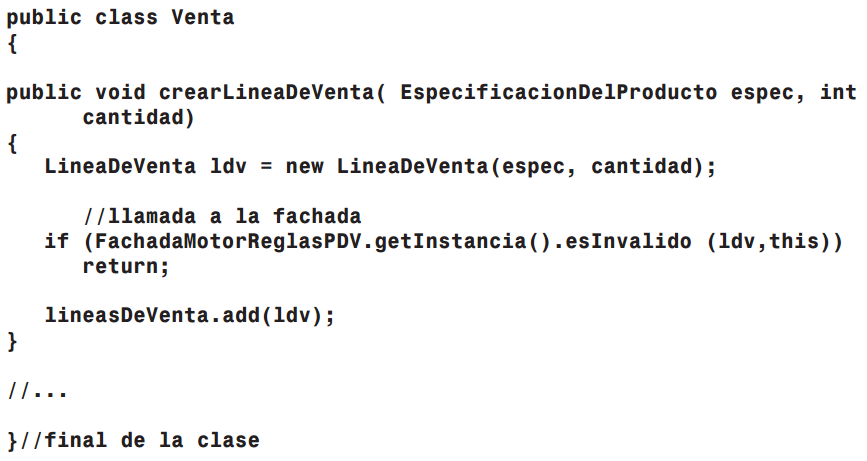 public class Venta
{
public void crearLineaDeVenta( EspecificacionDelProducto espec, int
cantidad)
{
LineaDeVenta ldv = new LineaDeVenta(espec, cantidad);
//llamada a la fachada
if (FachadaMotorReglasPDV.getInstancia().esInvalido (ldv,this))
return;
lineasDeVenta.add(ldv);
}
//...
}//final de la clase